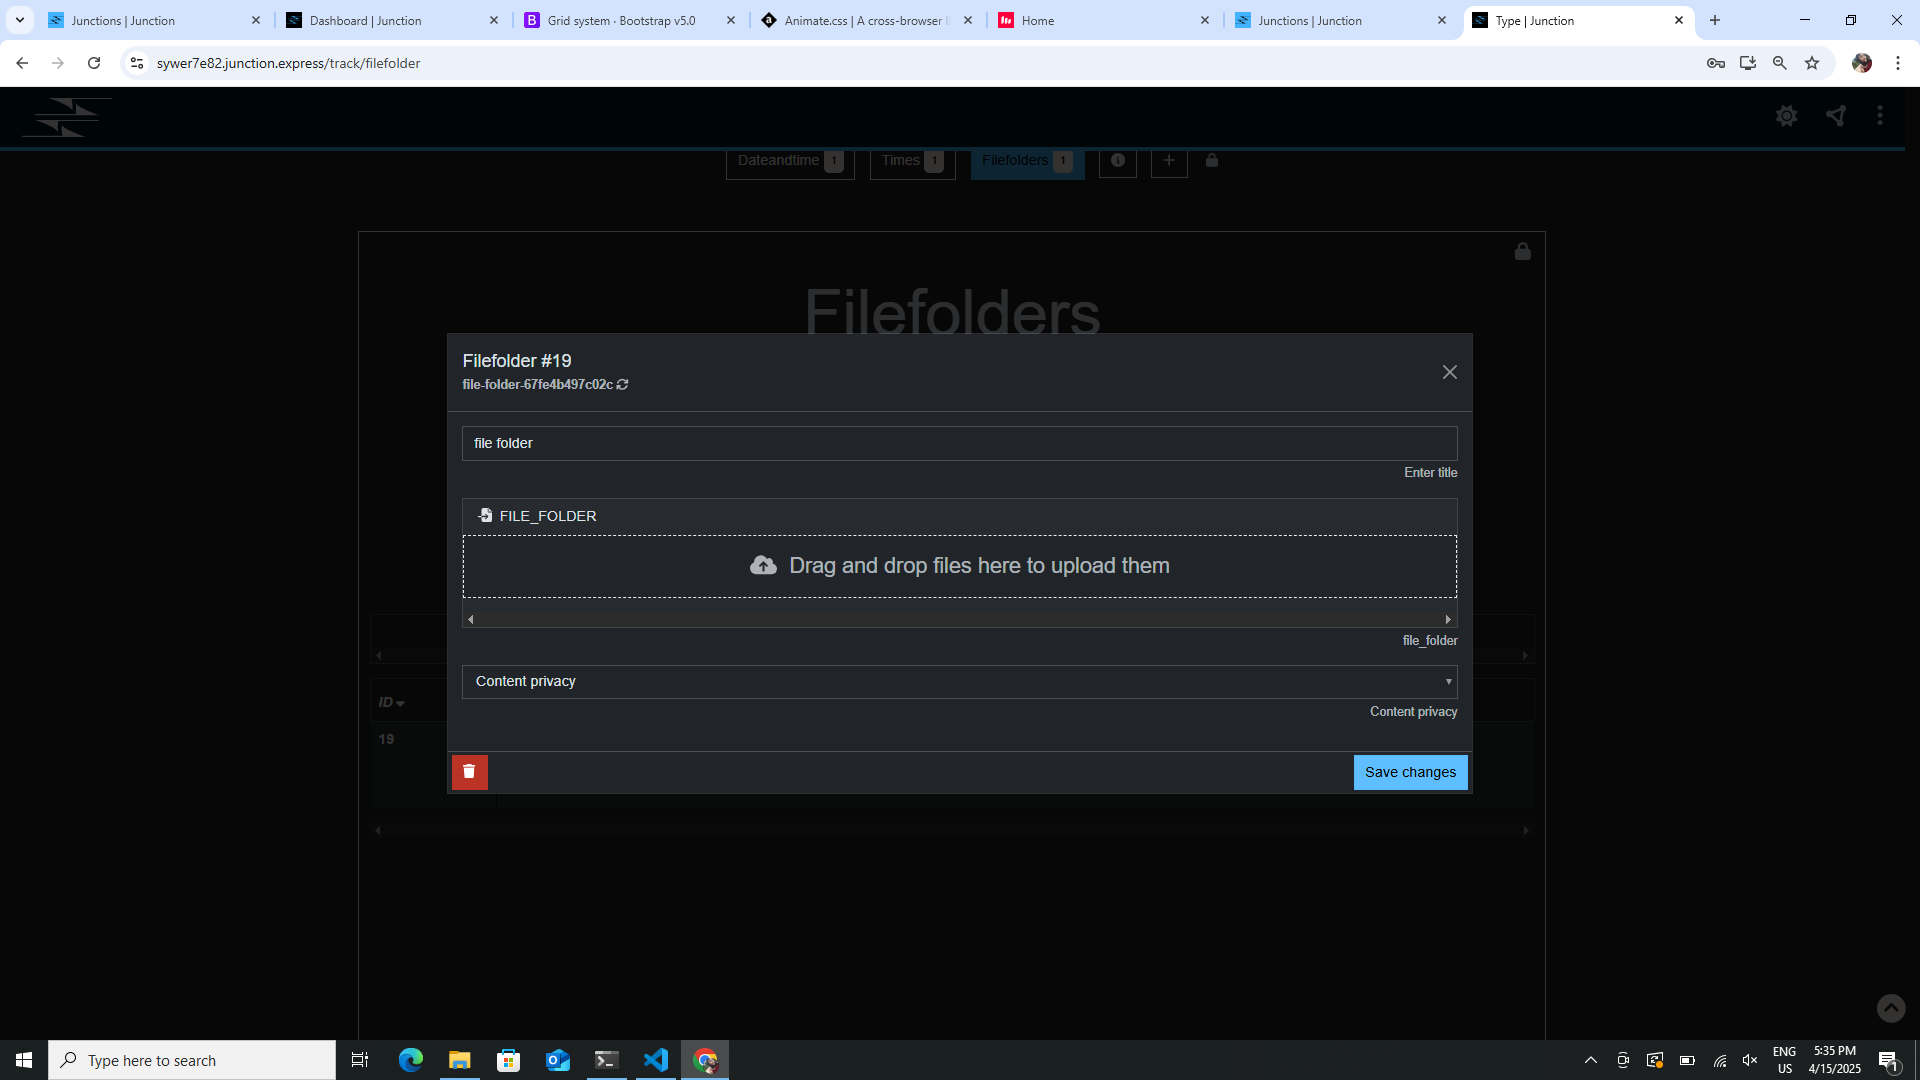 Junctions | Junction
Dashboard | Junction
Grid system · Bootstrap v5.0
Animate.css | A cross-browser
Home
Junctions | Junction
Type | Junction
sywer7e82.junction.express/track/filefolder
Dateandtime 1
Times 1
Filefolders 1
Filefolders
Filefolder #19
file-folder-67fe4b497c02c
file folder
Enter title
FILE_FOLDER
Drag and drop files here to upload them
file_folder
Content privacy
Content privacy
ID
19
Save changes
Type here to search
ENG
US
5:35 PM
4/15/2025
1